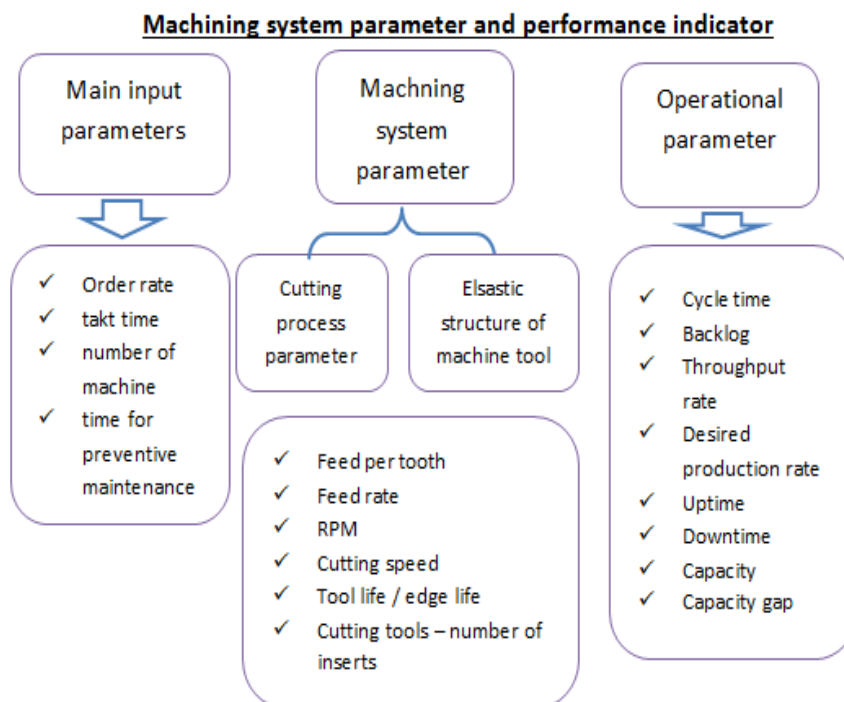 Machining system parameter and performance indicator
Main input
parameters
Machning
system
parameter
Operational
parameter
✓ Order rate
✓ takt time
✓ number of
machine
✓ time for
preventive
maintenance
Cutting
process
parameter
Elsastic
structure of
machine tool
✓ Feed per tooth
✓ Feed rate
✓ RPM
✓ Cutting speed
✓ Tool life / edge life
✓ Cutting tools – number of
inserts
✓ Cycle time
✓ Backlog
✓ Throughput
rate
✓ Desired
production rate
✓ Uptime
✓ Downtime
✓ Capacity
✓ Capacity gap